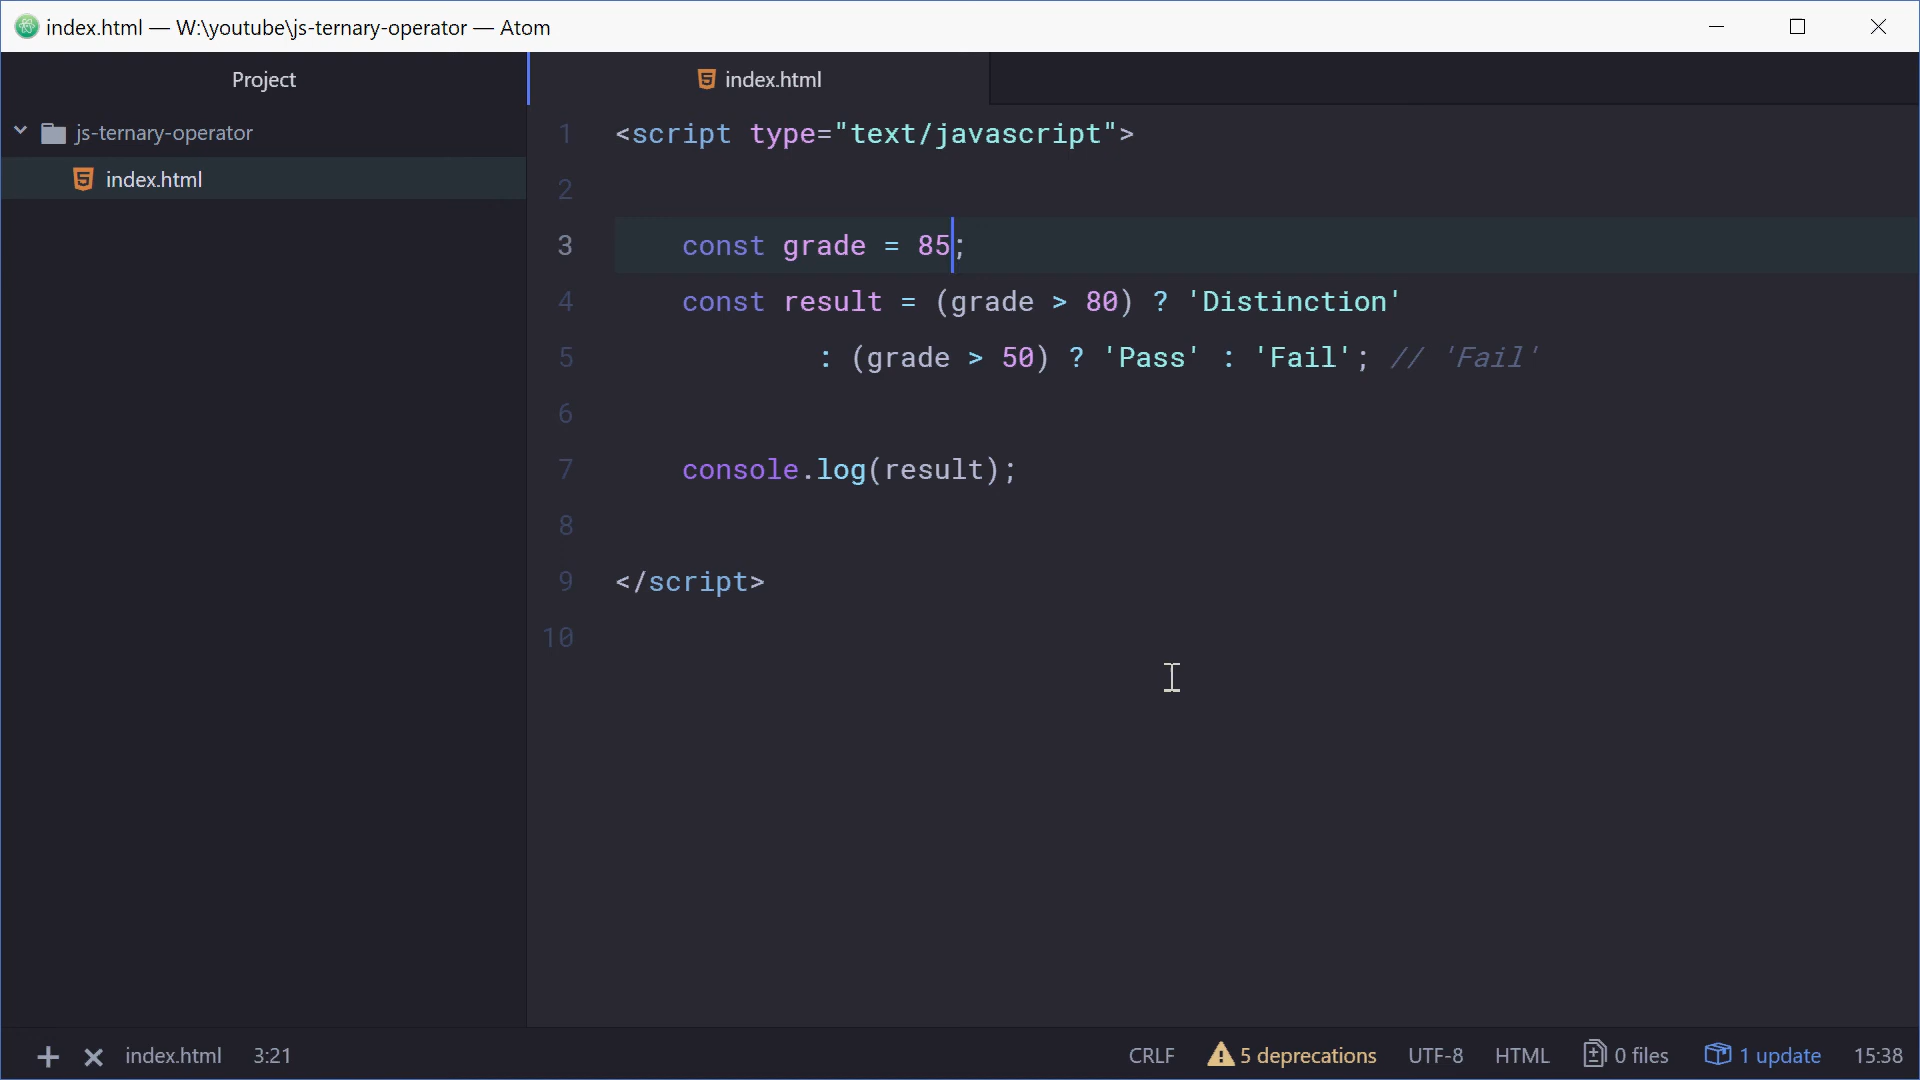 index.html — W:\youtube\js-ternary-operator — Atom
Project
index.html
js-ternary-operator
index.html
1 <script type="text/javascript">
2
3 const grade = 85;
4 const result = (grade > 80) ? 'Distinction'
5 : (grade > 50) ? 'Pass' : 'Fail'; // 'Fail'
6
7 console.log(result);
8
9 </script>
10
index.html 3:21 CRLF 5 deprecations UTF-8 HTML 0 files 1 update 15:38